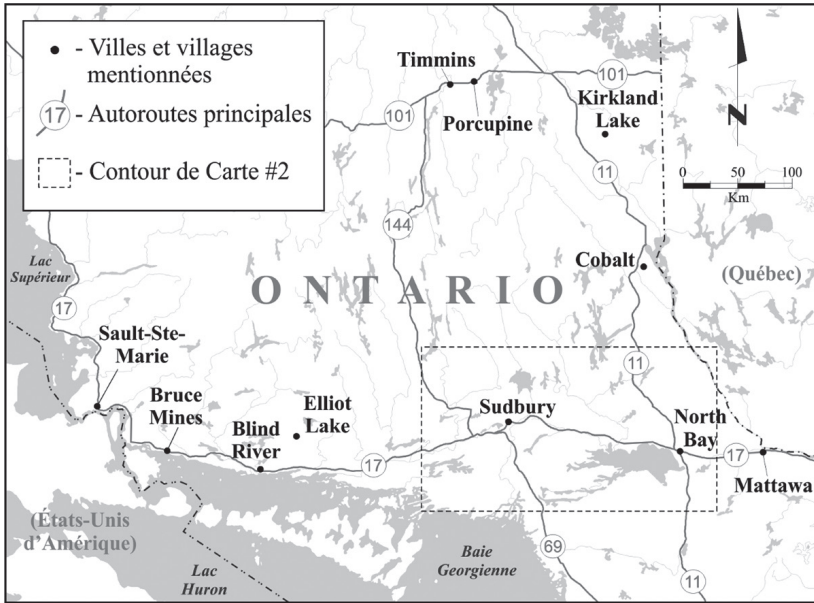 - Villes et villages
mentionnées
17 - Autoroutes principales
- Contour de Carte #2
Timmins
Porcupine
101
101
Kirkland
Lake
N
0 50 100
Km
11
144
Cobalt
(Québec)
Lac
Supérieur
ONTARIO
17
Sault-Ste-
Marie
Bruce
Mines
Blind
River
Elliot
Lake
Sudbury
11
North
Bay
17
17
Mattawa
(États-Unis
d'Amérique)
Lac
Huron
Baie
Georgienne
69
11